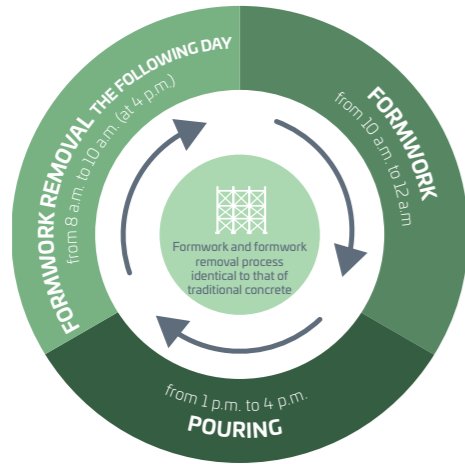 FORMWORK
from 10 a.m. to 12 a.m
from 1 p.m. to 4 p.m.
POURING
FORMWORK REMOVAL THE FOLLOWING DAY
from 8 a.m. to 10 a.m. (at 4 p.m.)
Formwork and formwork
removal process
identical to that of
traditional concrete